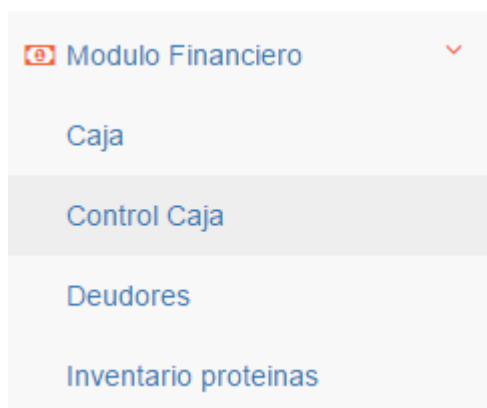 Modulo Financiero
Caja
Control Caja
Deudores
Inventario proteinas